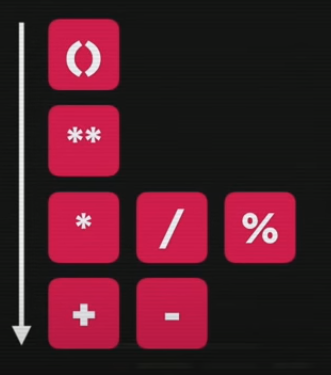 ()
**
* / %
+ -